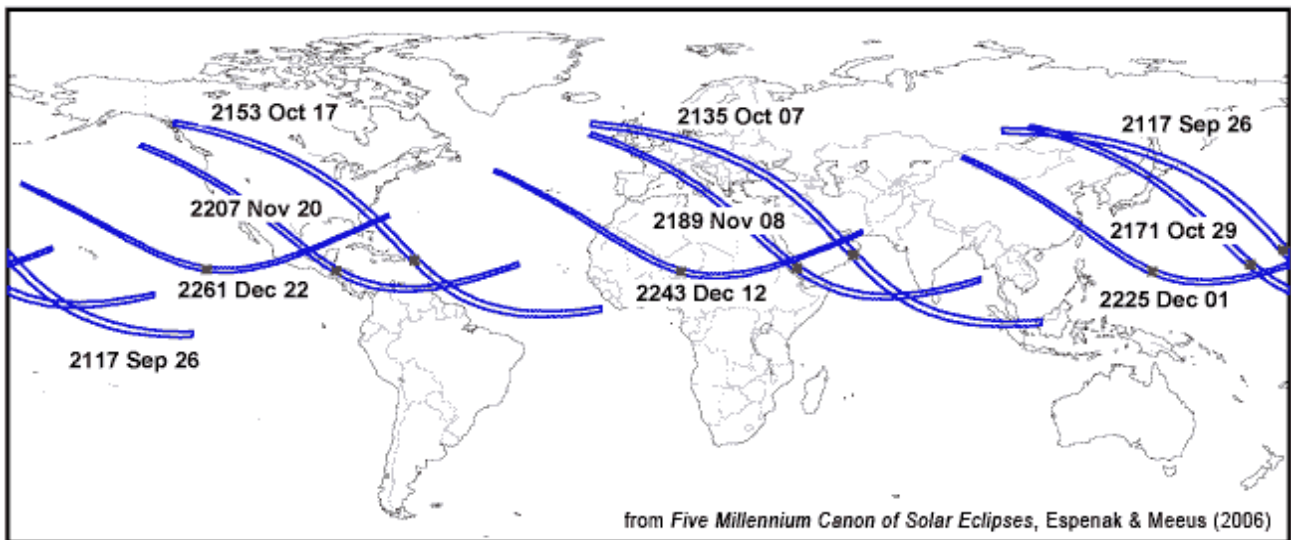 2153 Oct 17
2135 Oct 07
2117 Sep 26
2207 Nov 20
2189 Nov 08
2171 Oct 29
2261 Dec 22
2243 Dec 12
2225 Dec 01
2117 Sep 26
from Five Millennium Canon of Solar Eclipses, Espenak & Meeus (2006)